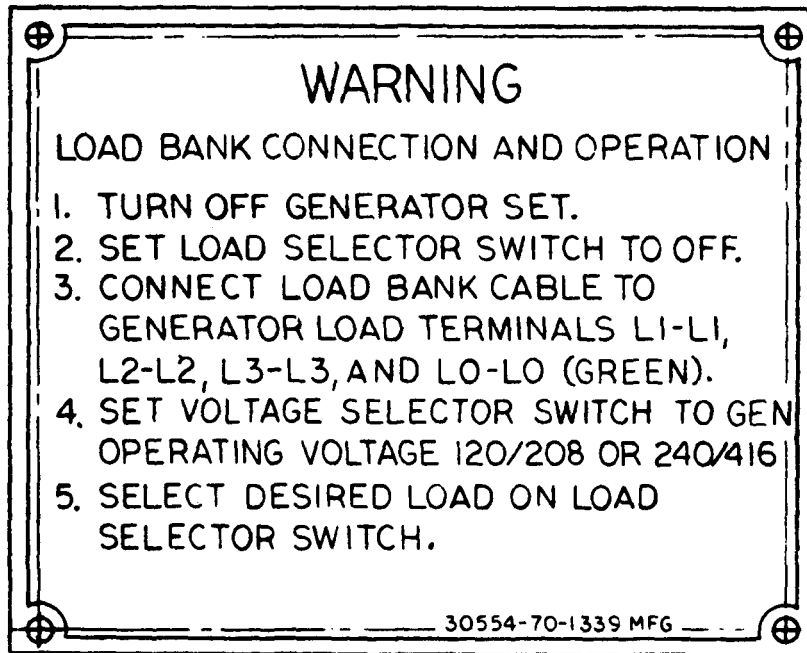 WARNING
LOAD BANK CONNECTION AND OPERATION
1. TURN OFF GENERATOR SET.
2. SET LOAD SELECTOR SWITCH TO OFF.
3. CONNECT LOAD BANK CABLE TO
GENERATOR LOAD TERMINALS L1-L1,
L2-L2, L3-L3, AND LO-LO (GREEN).
4. SET VOLTAGE SELECTOR SWITCH TO GEN
OPERATING VOLTAGE 120/208 OR 240/416
5. SELECT DESIRED LOAD ON LOAD
SELECTOR SWITCH.
30554-70-1339 MFG